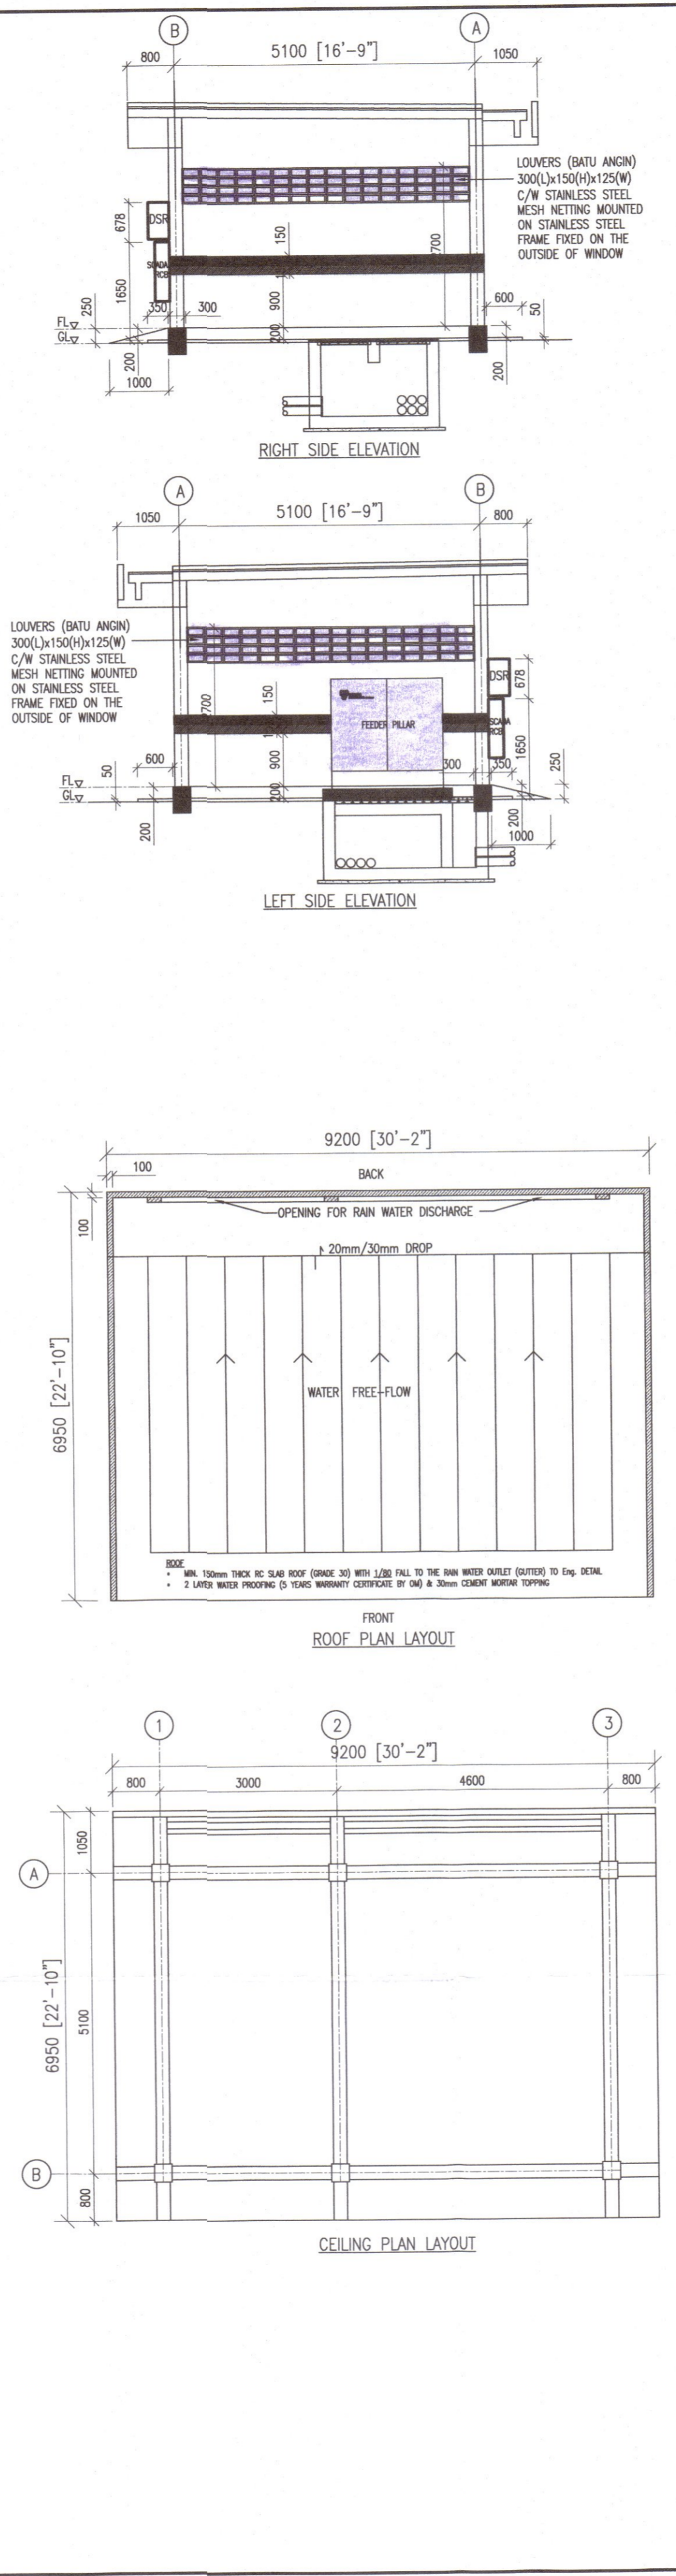 B
A
800
5100 [16'-9"]
1050
LOUVERS (BATU ANGIN)
300(L)x150(H)x125(W)
C/W STAINLESS STEEL
MESH NETTING MOUNTED
ON STAINLESS STEEL
FRAME FIXED ON THE
OUTSIDE OF WINDOW
DSR
678
150
2700
SCADA
RCB
1650
350
300
900
600
50
250
FL
GL
200
200
200
1000
RIGHT SIDE ELEVATION
A
B
1050
5100 [16'-9"]
800
LOUVERS (BATU ANGIN)
300(L)x150(H)x125(W)
C/W STAINLESS STEEL
MESH NETTING MOUNTED
ON STAINLESS STEEL
FRAME FIXED ON THE
OUTSIDE OF WINDOW
DSR
678
150
2700
FEEDER PILLAR
SCADA
RCB
1650
600
900
300
350
250
50
FL
GL
200
200
200
1000
LEFT SIDE ELEVATION
9200 [30'-2"]
100
BACK
100
OPENING FOR RAIN WATER DISCHARGE
20mm/30mm DROP
6950 [22'-10"]
WATER FREE-FLOW
ROOF
• MIN. 150mm THICK RC SLAB ROOF (GRADE 30) WITH 1/80 FALL TO THE RAIN WATER OUTLET (GUTTER) TO Eng. DETAIL
• 2 LAYER WATER PROOFING (5 YEARS WARRANTY CERTIFICATE BY OM) & 30mm CEMENT MORTAR TOPPING
FRONT
ROOF PLAN LAYOUT
1
2
3
9200 [30'-2"]
800
3000
4600
800
1050
A
6950 [22'-10"]
5100
B
800
CEILING PLAN LAYOUT